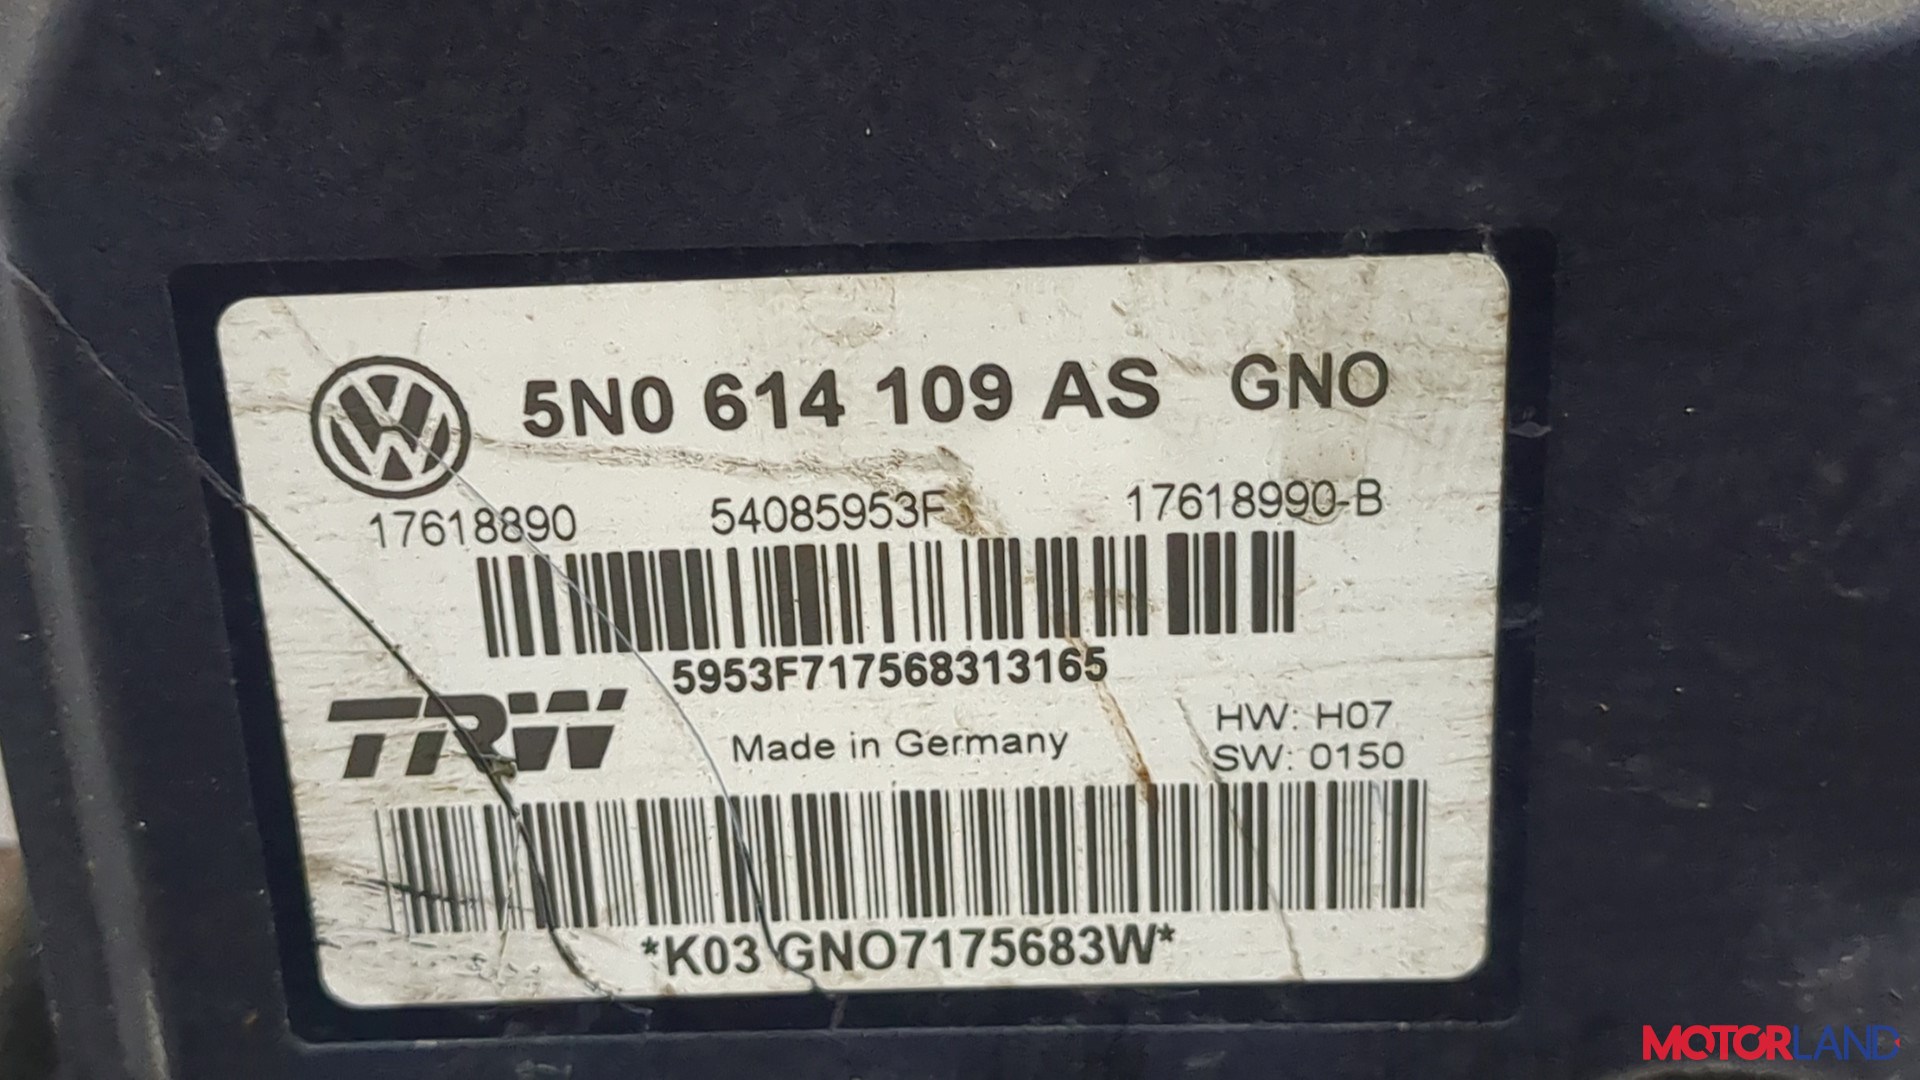 5N0 614 109 AS GNO
17618890 54085953F 17618990-B
5953F717568313165
TRW
Made in Germany
HW: H07
SW: 0150
*K03 GNO7175683W*
MOTORLAND